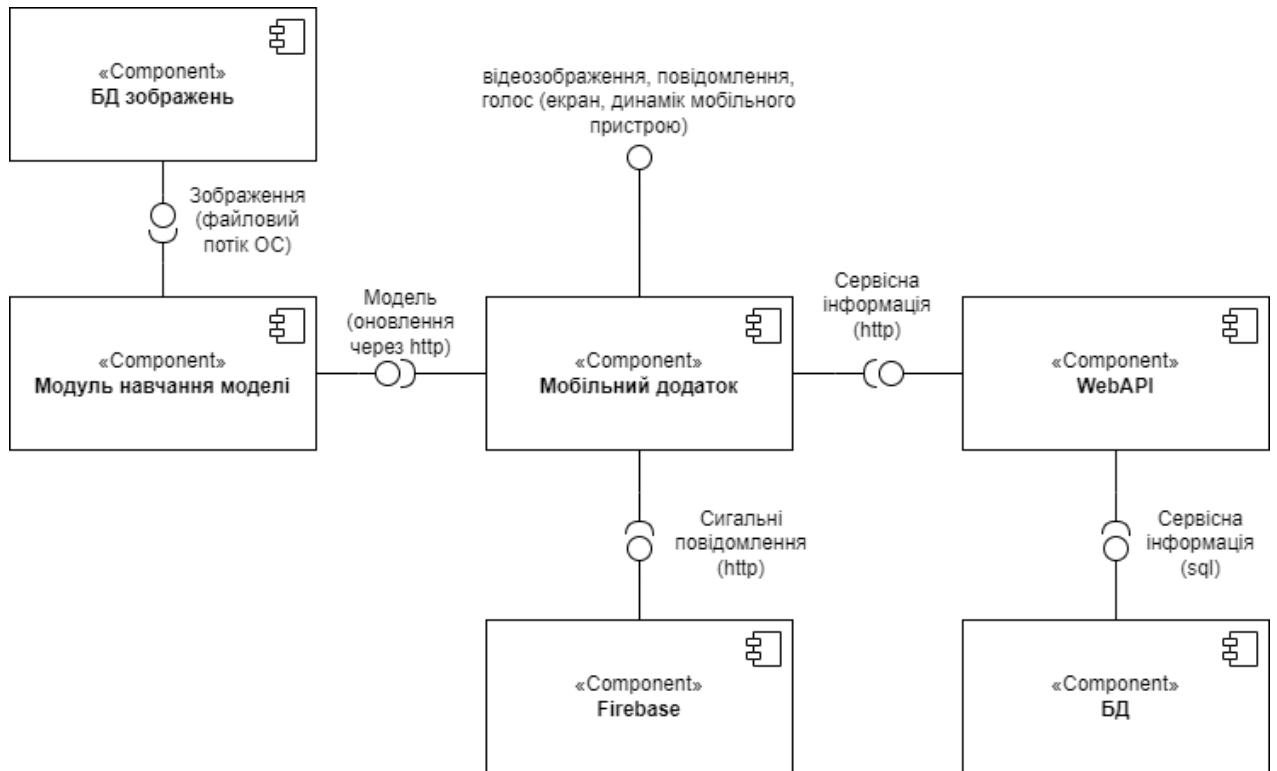 «Component»
БД зображень
відеозображення, повідомлення,
голос (екран, динамік мобільного
пристрою)
Зображення
(файловий
потік ОС)
Модель
(оновлення
через http)
Сервісна
інформація
(http)
«Component»
Модуль навчання моделі
«Component»
Мобільний додаток
«Component»
WebAPI
Сигальні
повідомлення
(http)
Сервісна
інформація
(sql)
«Component»
Firebase
«Component»
БД